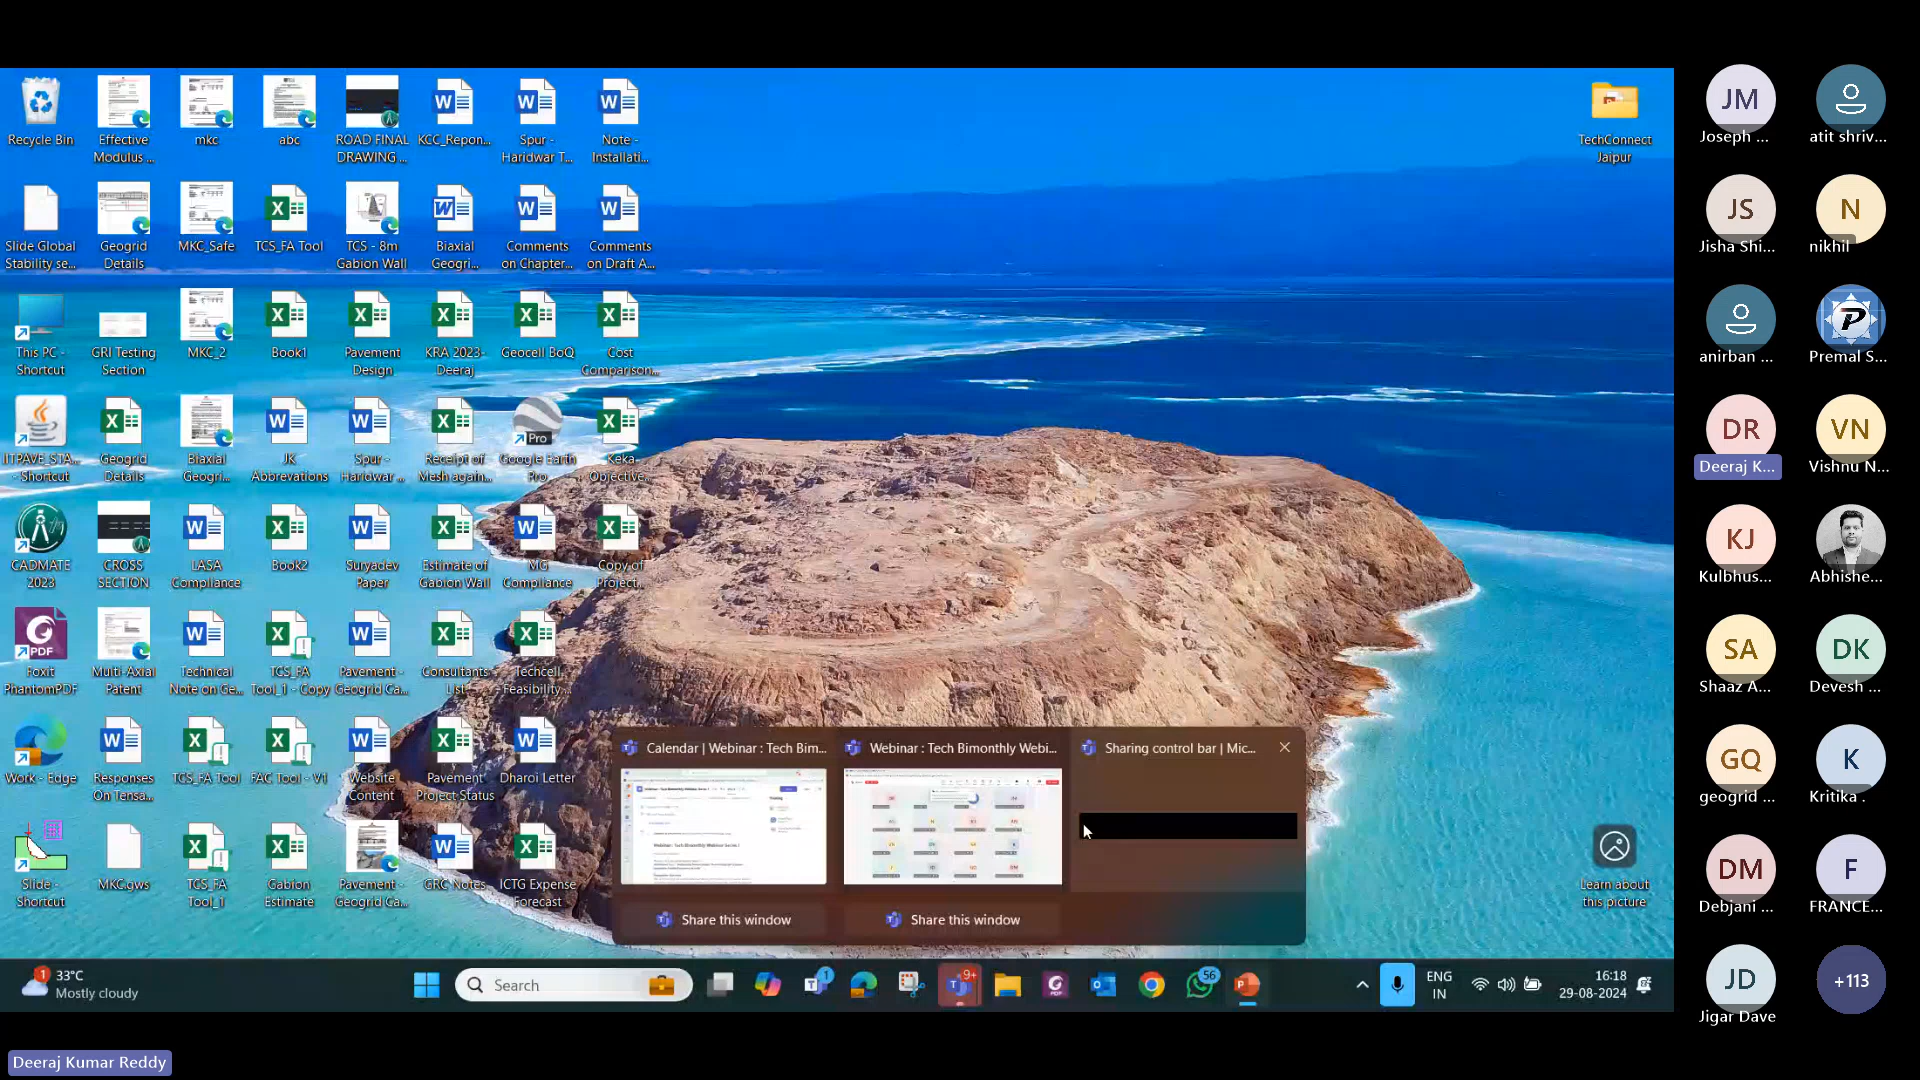 Recycle Bin
Effective
Modulus ...
mkc
abc
ROAD FINAL
DRAWING ...
KCC_Repon...
Spur -
Haridwar T...
Note -
Installati...
TechConnect
Jaipur
Slide Global
Stability se...
Geogrid
Details
MKC_Safe
TCS_FA Tool
TCS - 8m
Gabion Wall
Biaxial
Geogri...
Comments
on Chapter...
Comments
on Draft A...
This PC -
Shortcut
GRI Testing
Section
MKC_2
Book1
Pavement
Design
KRA 2023-
Deeraj
Geocell BoQ
Cost
Comparison...
IITPAVE_STA...
- Shortcut
Geogrid
Details
Biaxial
Geogri...
JK
Abbrevations
Spur -
Haridwar ...
Receipt of
Mesh again...
Pro
Google Earth
Pro
Keka
Objective...
CADMATE
2023
CROSS
SECTION
LASA
Compliance
Book2
Suryadev
Paper
Estimate of
Gabion Wall
MG
Compliance
Copy of
Project...
PDF
Foxit
PhantomPDF
Multi-Axial
Patent
Technical
Note on Ge...
TCS_FA
Tool_1 - Copy
Pavement -
Geogrid Ca...
Consultants
List
Techcell
- Feasibility...
Work - Edge
Responses
On Tensa...
TCS_FA Tool
FAC Tool - V1
Website
Content
Pavement
Project Status
Dharoi Letter
Slide -
Shortcut
MKC.gws
TCS_FA
Tool_1
Gabion
Estimate
Pavement -
Geogrid Ca...
GRC Notes
ICTG Expense
Forecast
Learn about
this picture
Calendar | Webinar : Tech Bim...
Webinar : Tech Bimonthly Webi...
Sharing control bar | Mic...
Share this window
Share this window
1
33°C
Mostly cloudy
Search
1
9+
56
ENG
IN
16:18
29-08-2024
JM
Joseph ...
atit shriv...
JS
Jisha Shi...
N
nikhil
anirban ...
P
Premal S...
DR
Deeraj K...
VN
Vishnu N...
KJ
Kulbhus...
Abhishe...
SA
Shaaz A...
DK
Devesh ...
GQ
geogrid ...
K
Kritika .
DM
Debjani ...
F
FRANCE...
JD
Jigar Dave
+113
Deeraj Kumar Reddy